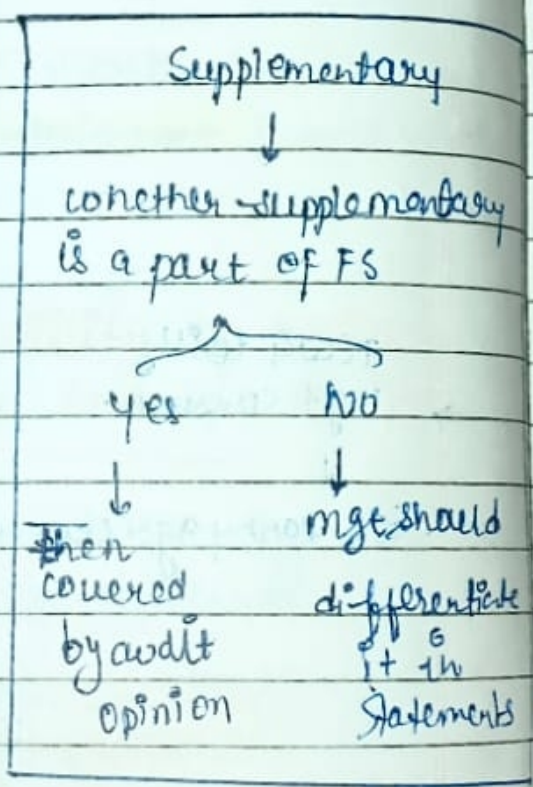 Supplementary
whether supplementary
is a part of FS
Yes
No
then
covered
by audit
opinion
mgt should
differentiate
it in
statements